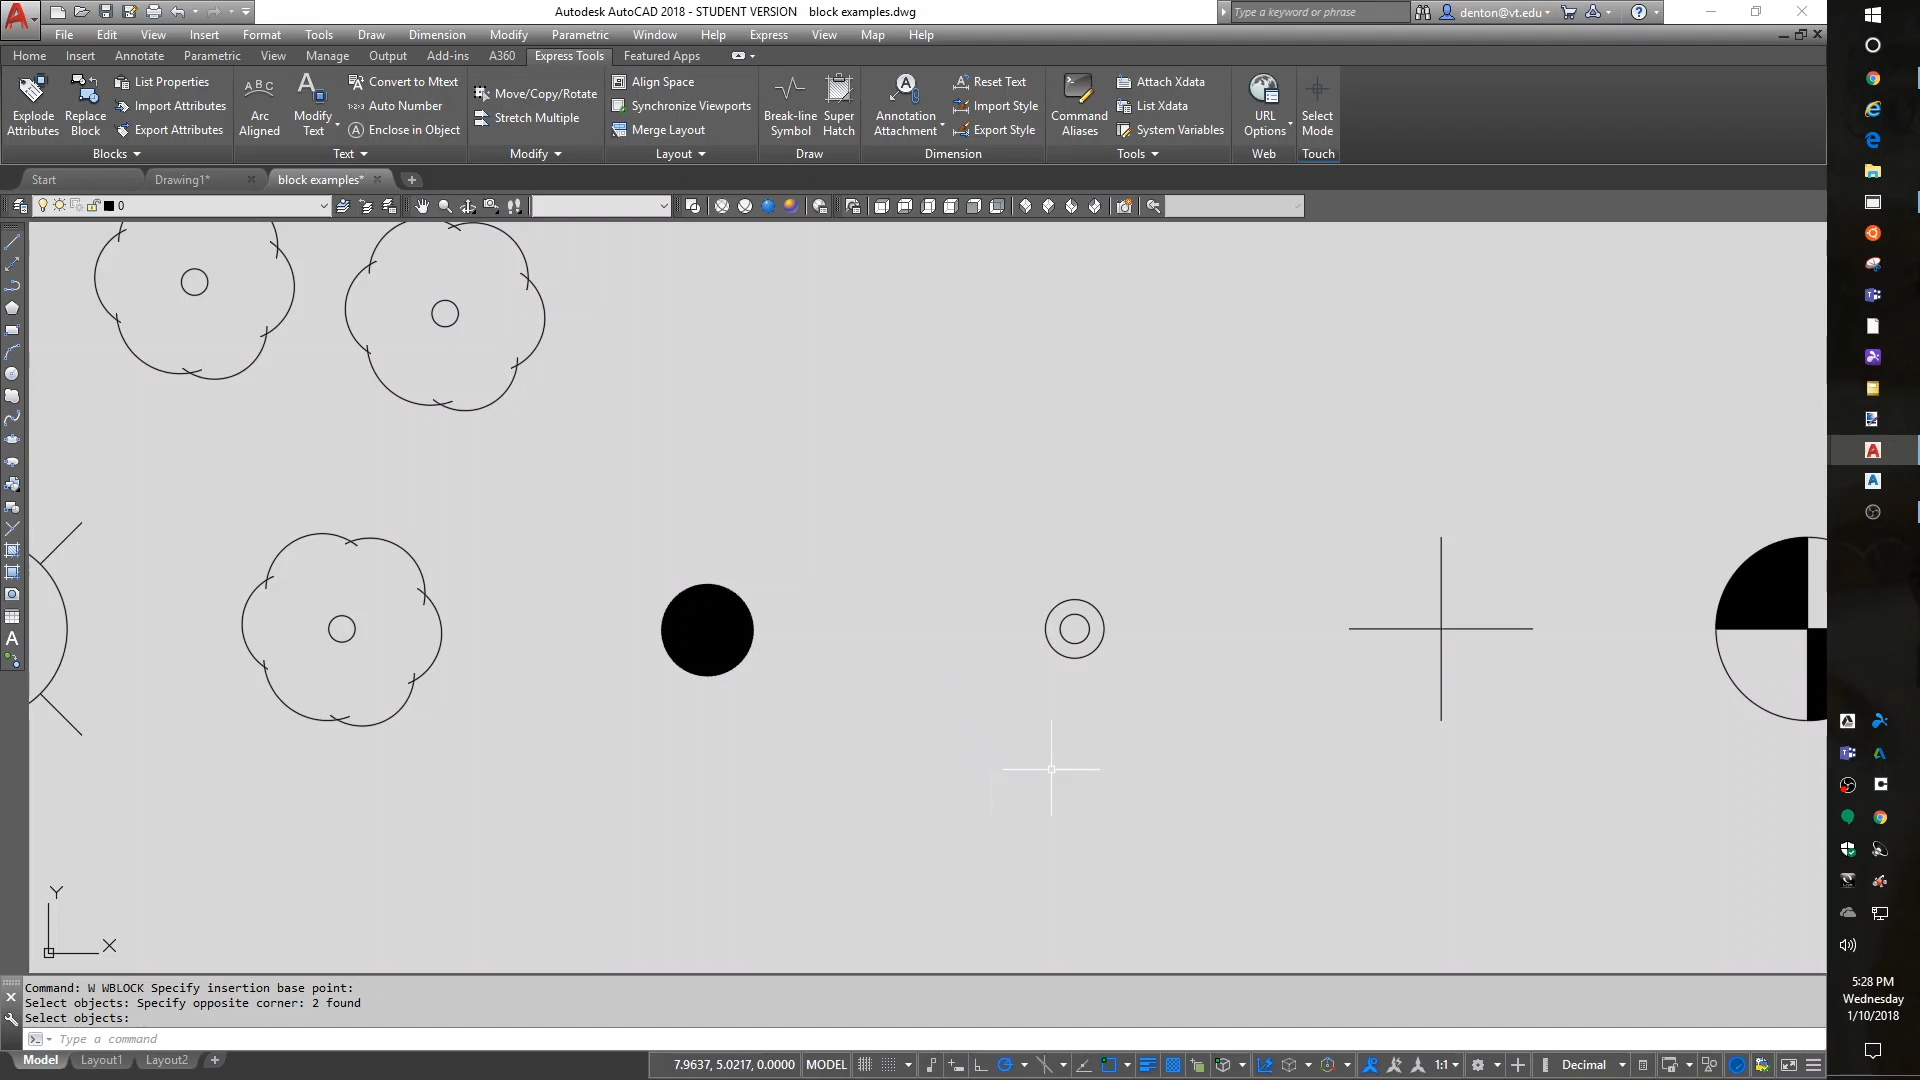 Autodesk AutoCAD 2018 - STUDENT VERSION block examples.dwg
Type a keyword or phrase
denton@vt.edu
File Edit View Insert Format Tools Draw Dimension Modify Parametric Window Help Express View Map Help
Home Insert Annotate Parametric View Manage Output Add-ins A360 Express Tools Featured Apps
Explode Attributes
Replace Block
List Properties
Import Attributes
Export Attributes
Blocks
ABC
Arc Aligned
Modify Text
Convert to Mtext
Auto Number
Enclose in Object
Text
Move/Copy/Rotate
Stretch Multiple
Modify
Align Space
Synchronize Viewports
Merge Layout
Layout
Break-line Symbol
Super Hatch
Draw
Annotation Attachment
Reset Text
Import Style
Export Style
Dimension
Command Aliases
Attach Xdata
List Xdata
System Variables
Tools
URL Options
Web
Select Mode
Touch
Start Drawing1* block examples*
0
Y
X
Command: W WBLOCK Specify insertion base point:
Select objects: Specify opposite corner: 2 found
Select objects:
Type a command
Model Layout1 Layout2
7.9637, 5.0217, 0.0000 MODEL 1:1 Decimal
5:28 PM
Wednesday
1/10/2018